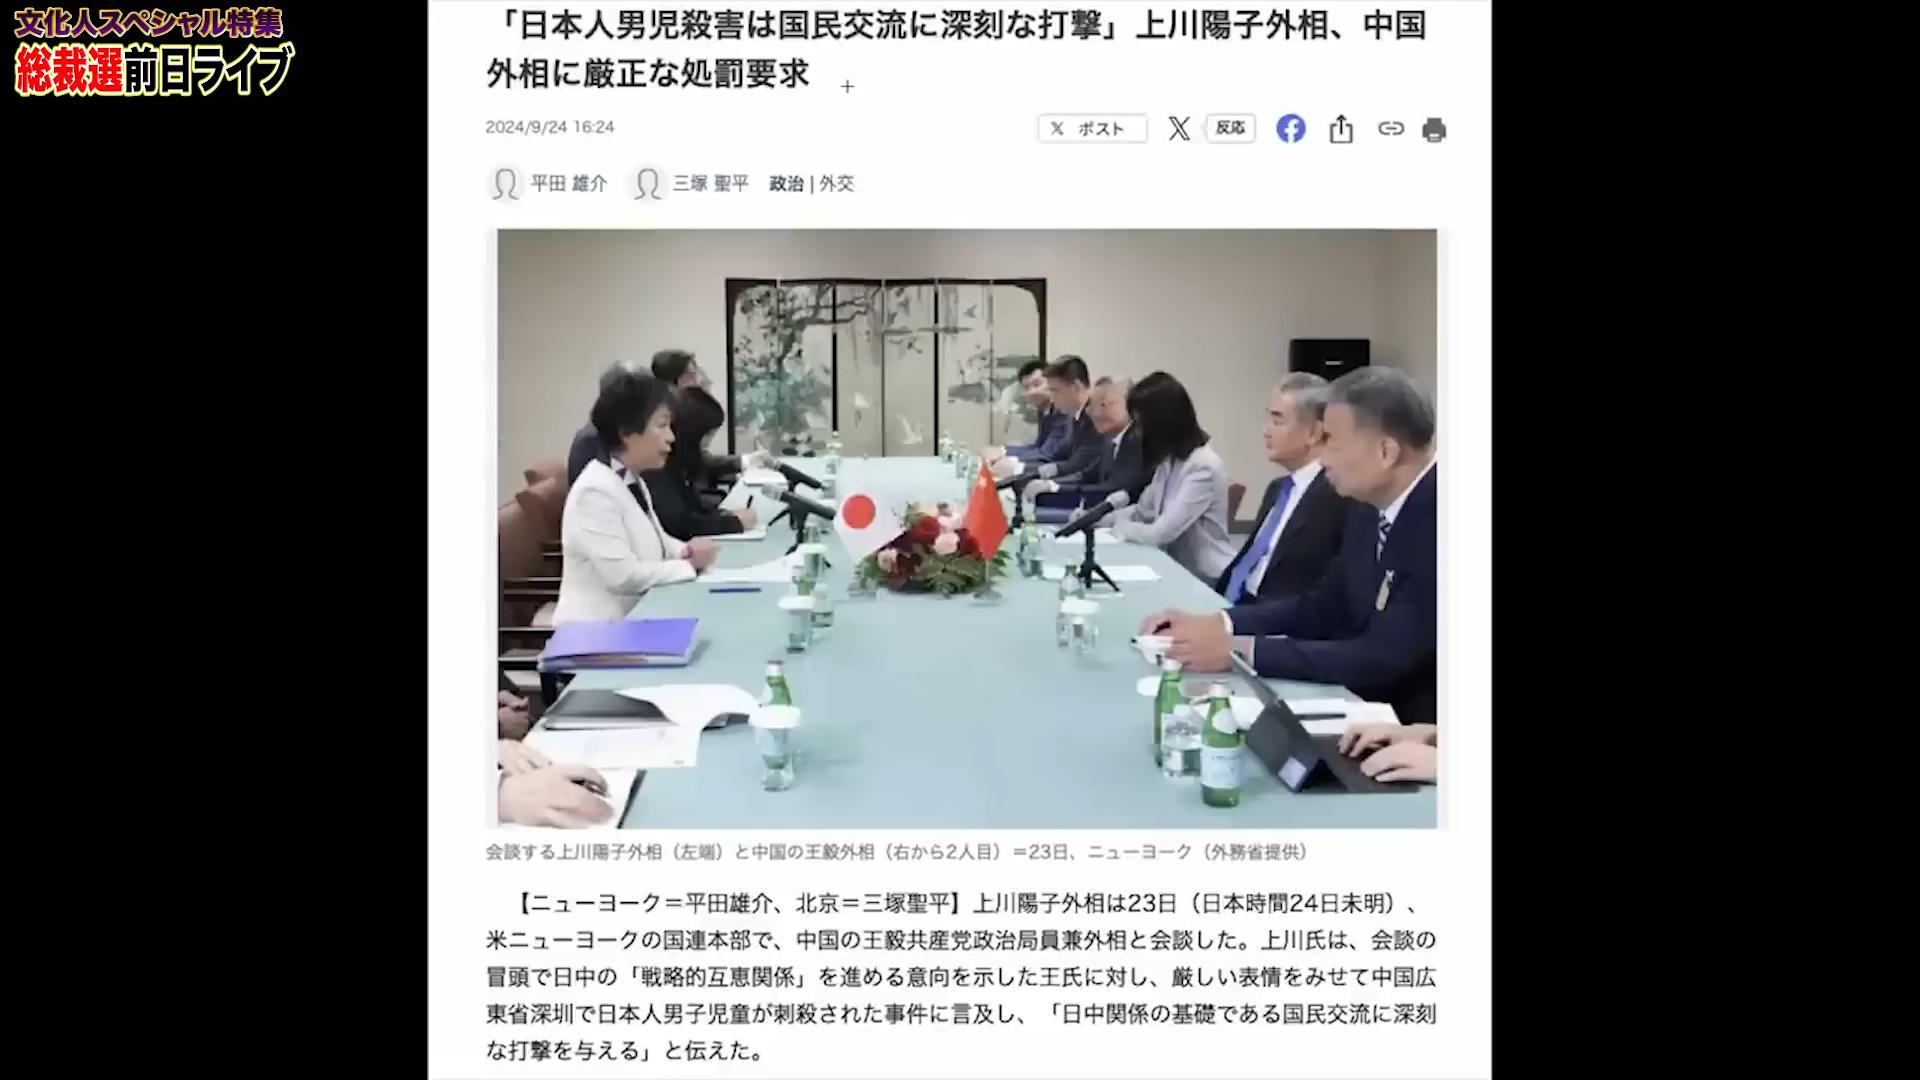 文化人スペシャル特集
総裁選前日ライブ
「日本人男児殺害は国民交流に深刻な打撃」上川陽子外相、中国
外相に厳正な処罰要求
2024/9/24 16:24
X ポスト
X 反応
平田 雄介 三塚 聖平 政治 | 外交
会談する上川陽子外相（左端）と中国の王毅外相（右から2人目）＝23日、ニューヨーク（外務省提供）
【ニューヨーク＝平田雄介、北京＝三塚聖平】上川陽子外相は23日（日本時間24日未明）、
米ニューヨークの国連本部で、中国の王毅共産党政治局員兼外相と会談した。上川氏は、会談の
冒頭で日中の「戦略的互恵関係」を進める意向を示した王氏に対し、厳しい表情をみせて中国広
東省深圳で日本人男子児童が刺殺された事件に言及し、「日中関係の基礎である国民交流に深刻
な打撃を与える」と伝えた。